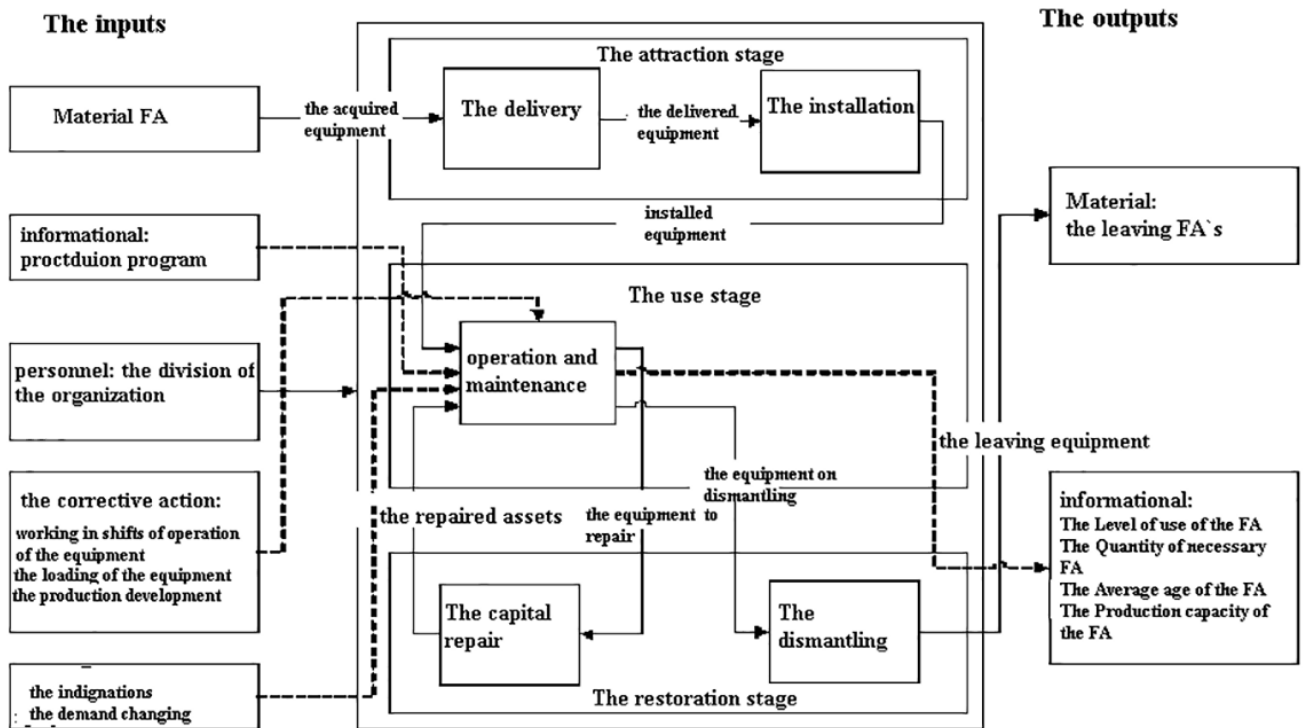 The inputs
The outputs
The attraction stage
Material FA
the acquired
equipment
The delivery
the delivered
equipment
The installation
installed
equipment
Material:
the leaving FA`s
informational:
proctduion program
The use stage
operation and
maintenance
personnel: the division of
the organization
the leaving equipment
the equipment on
dismantling
the corrective action:
working in shifts of operation
of the equipment
the loading of the equipment
the production development
the repaired assets
the equipment to
repair
informational:
The Level of use of the FA
The Quantity of necessary
FA
The Average age of the FA
The Production capacity of
the FA
The capital
repair
The
dismantling
The restoration stage
the indignations
the demand changing